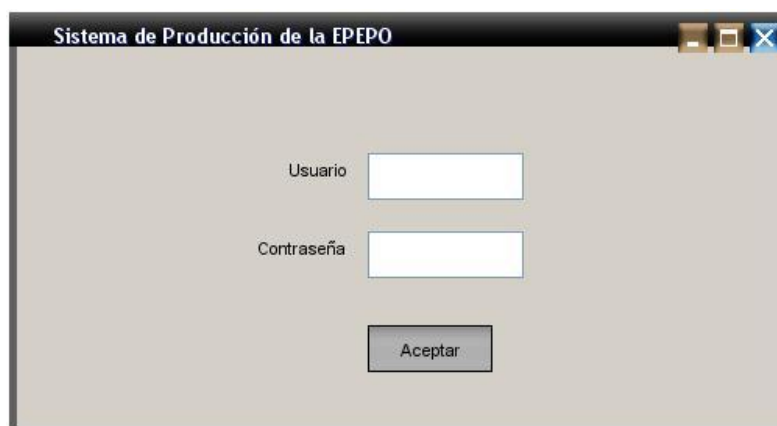 Sistema de Producción de la EPEPO
Usuario
Contraseña
Aceptar